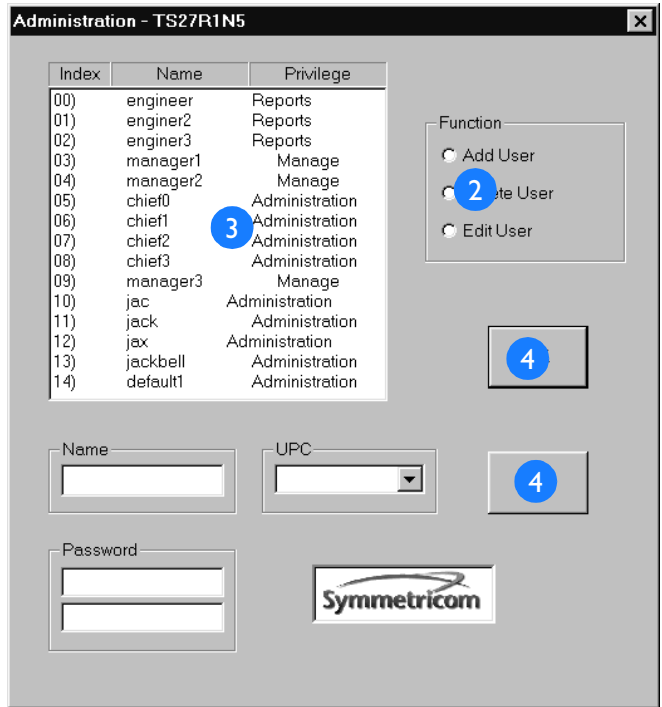 Administration - TS27R1N5
Index Name Privilege
00) engineer Reports
01) enginer2 Reports
02) enginer3 Reports
03) manager1 Manage
04) manager2 Manage
05) chief0 Administration
06) chief1 Administration
07) chief2 Administration
08) chief3 Administration
09) manager3 Manage
10) jac Administration
11) jack Administration
12) jax Administration
13) jackbell Administration
14) default1 Administration
3
Function
Add User
2 User
Edit User
4
Name
UPC
4
Password
Symmetricom